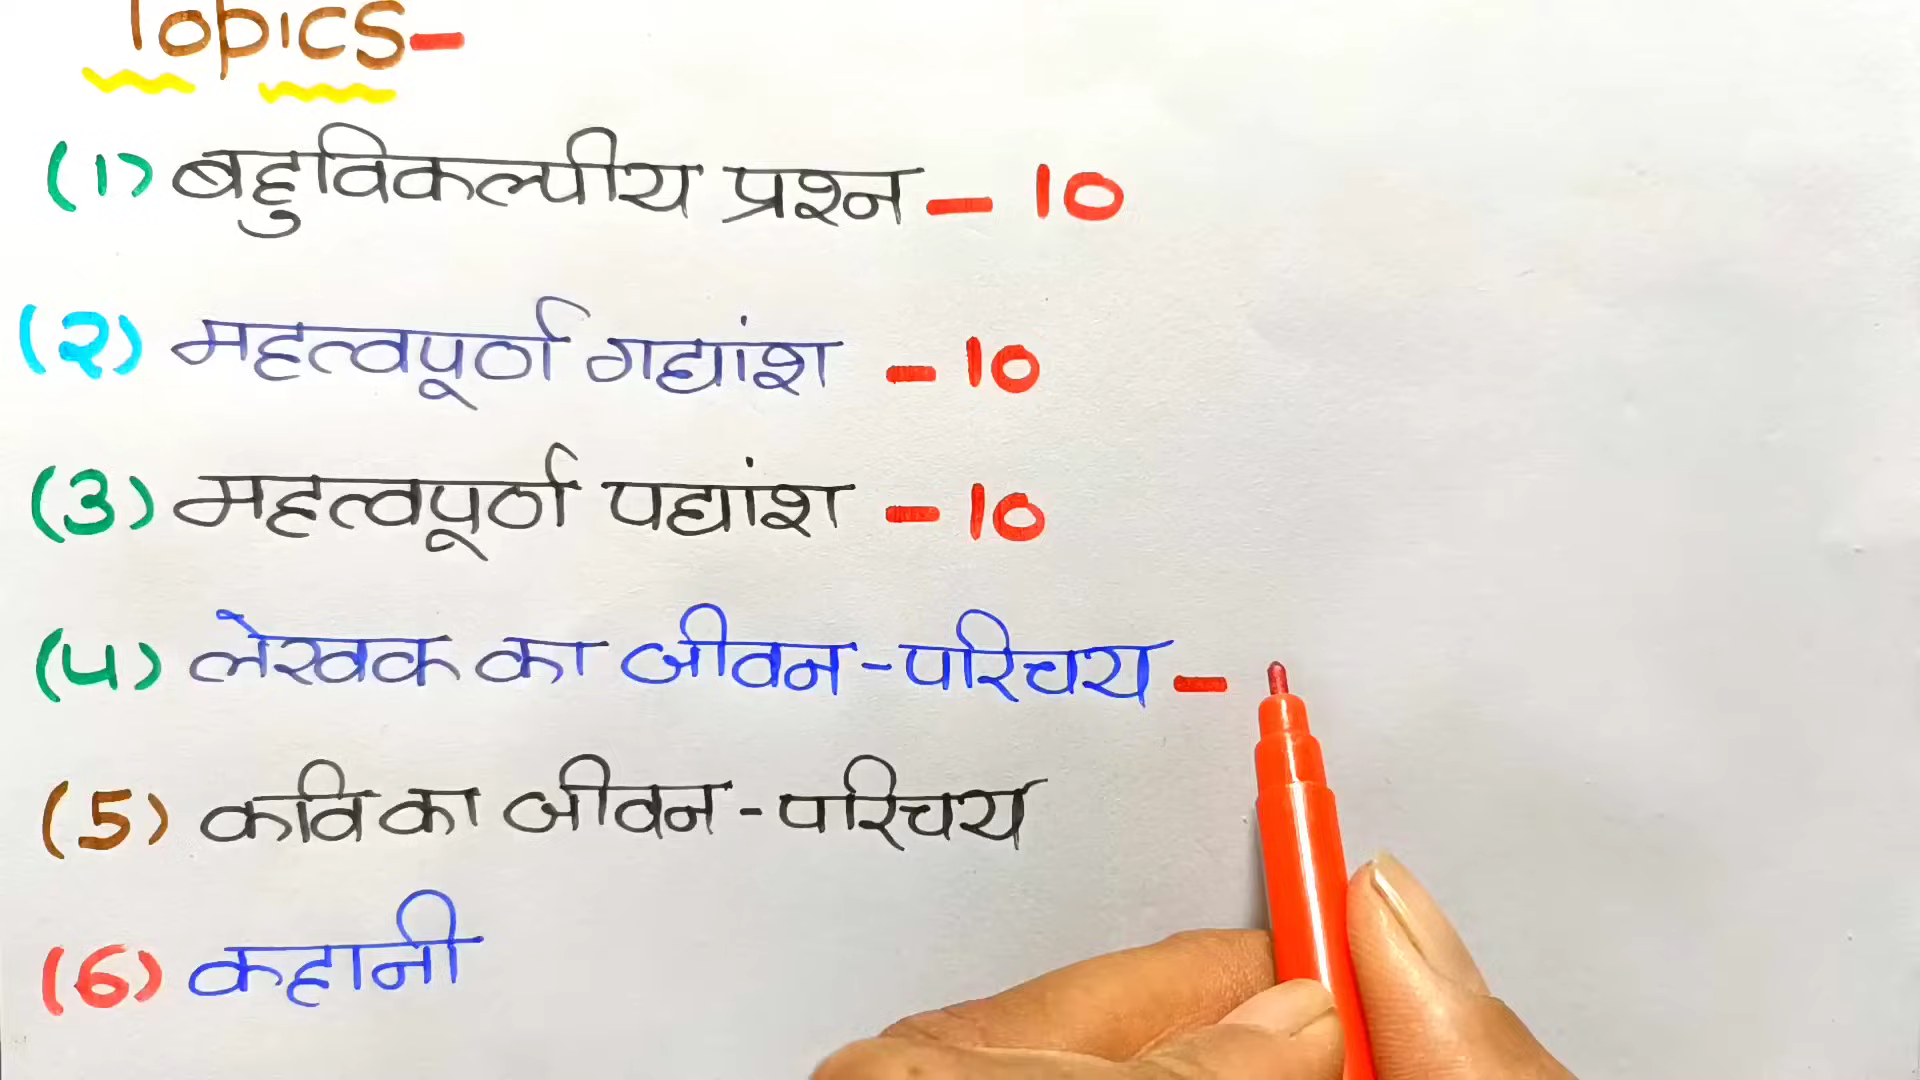 Topics-
(1) बहुविकल्पीय प्रश्न - 10
(२) महत्वपूर्ण गद्यांश - 10
(3) महत्वपूर्ण पद्यांश - 10
(4) लेखक का जीवन-परिचय -
(5) कवि का जीवन-परिचय
(6) कहानी